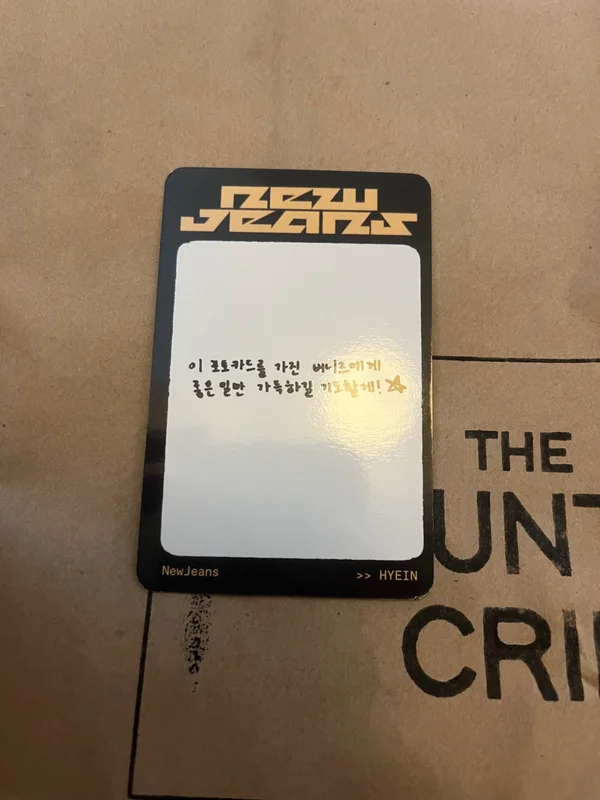 New
Jeans
이 포토카드를 가진 버니즈에게
좋은 일만 가득하길 기도할게!
NewJeans >> HYEIN
THE
UNT
CRI